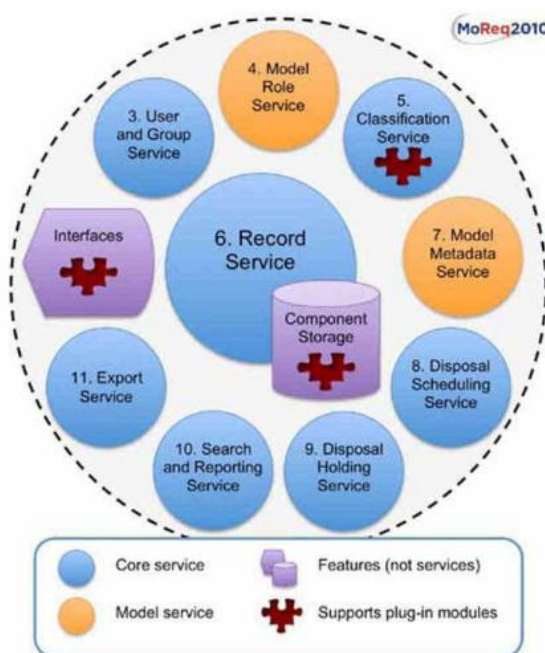 MoReq2010
4. Model
Role
Service
3. User
and Group
Service
5.
Classification
Service
Interfaces
6. Record
Service
7. Model
Metadata
Service
Component
Storage
8. Disposal
Scheduling
Service
11. Export
Service
10. Search
and Reporting
Service
9. Disposal
Holding
Service
Core service
Features (not services)
Model service
Supports plug-in modules